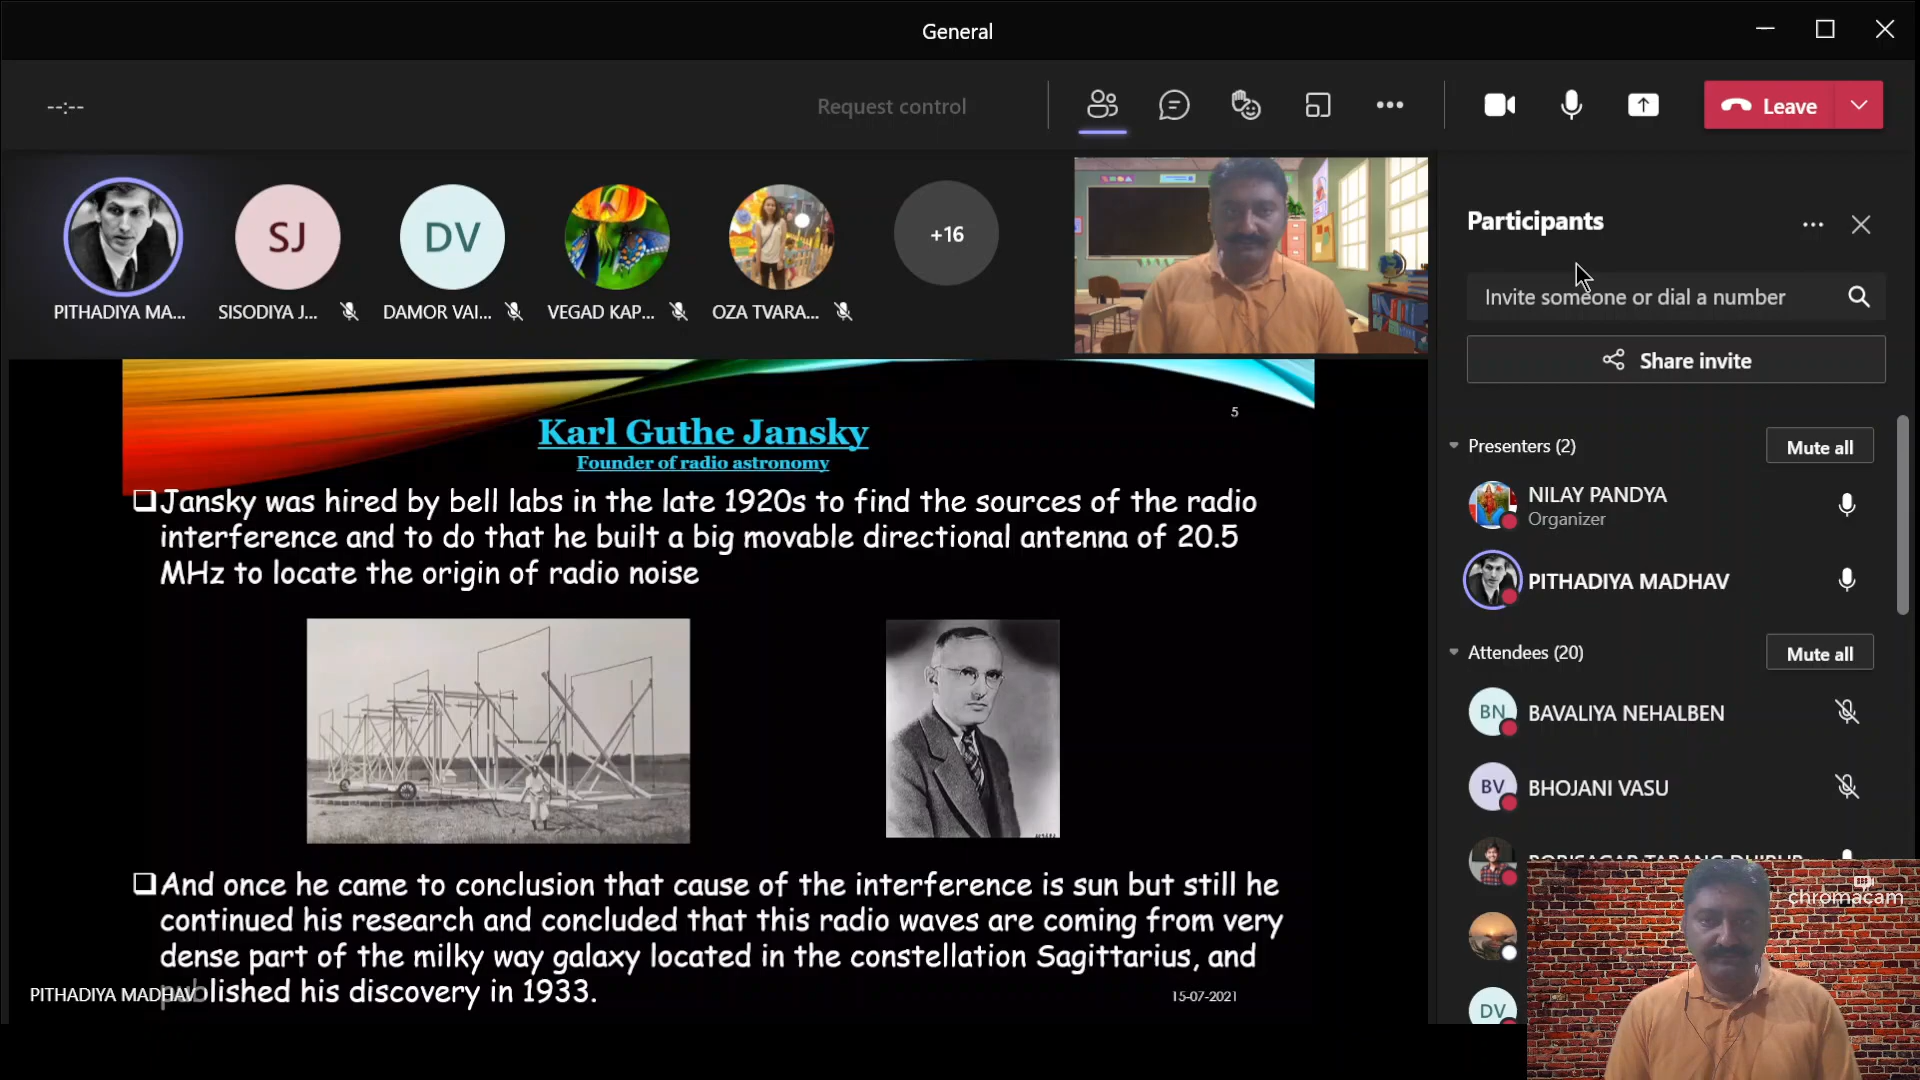 General
--:--
Request control
Leave
SJ
DV
+16
PITHADIYA MA...
SISODIYA J...
DAMOR VAI...
VEGAD KAP...
OZA TVARA...
Participants
Invite someone or dial a number
Share invite
Presenters (2)
Mute all
NILAY PANDYA
Organizer
PITHADIYA MADHAV
Attendees (20)
Mute all
BN
BAVALIYA NEHALBEN
BV
BHOJANI VASU
DV
chromacam
5
Karl Guthe Jansky
Founder of radio astronomy
Jansky was hired by bell labs in the late 1920s to find the sources of the radio
interference and to do that he built a big movable directional antenna of 20.5
MHz to locate the origin of radio noise
And once he came to conclusion that cause of the interference is sun but still he
continued his research and concluded that this radio waves are coming from very
dense part of the milky way galaxy located in the constellation Sagittarius, and
published his discovery in 1933.
15-07-2021
PITHADIYA MADHAV